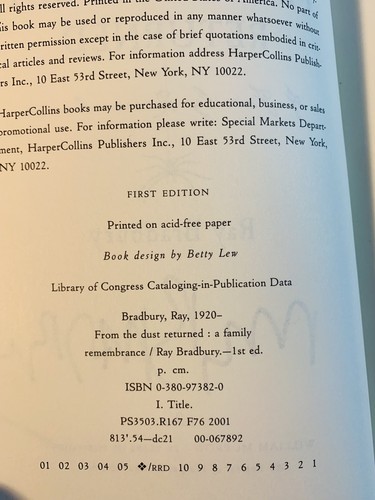 ll rights reserved. Printed in the United States of America. No part of
is book may be used or reproduced in any manner whatsoever without
ritten permission except in the case of brief quotations embodied in crit-
cal articles and reviews. For information address HarperCollins Publish-
rs Inc., 10 East 53rd Street, New York, NY 10022.
HarperCollins books may be purchased for educational, business, or sales
promotional use. For information please write: Special Markets Depart-
ment, HarperCollins Publishers Inc., 10 East 53rd Street, New York,
NY 10022.
FIRST EDITION
Printed on acid-free paper
Book design by Betty Lew
Library of Congress Cataloging-in-Publication Data
Bradbury, Ray, 1920–
From the dust returned : a family
remembrance / Ray Bradbury.—1st ed.
p. cm.
ISBN 0-380-97382-0
I. Title.
PS3503.R167 F76 2001
813'.54—dc21 00-067892
01 02 03 04 05 ❖/RRD 10 9 8 7 6 5 4 3 2 1